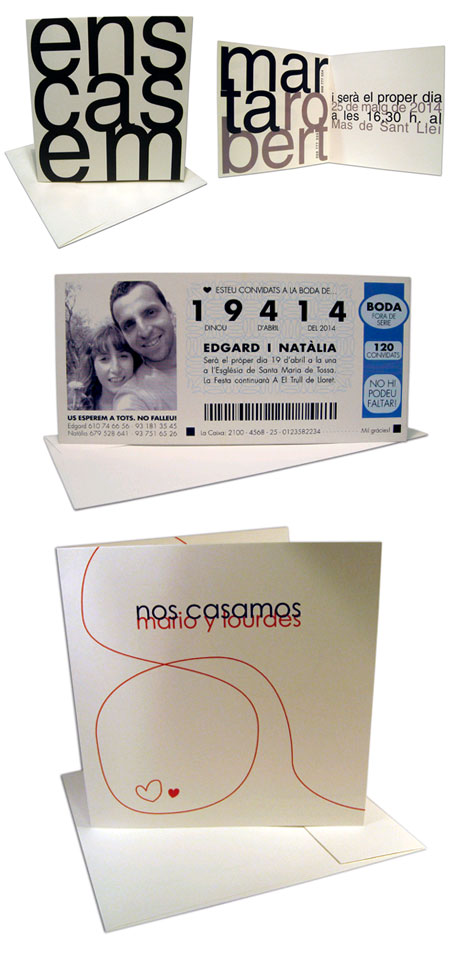 ens
cas
em
mar
taro
bert
i serà el proper dia
25 de maig de 2014
a les 16,30 h. al
Mas de Sant Llei
ESTEU CONVIDATS A LA BODA DE...
1 9 4 1 4
DINOU D'ABRIL DEL 2014
EDGARD I NATÀLIA
Serà el pròper dia 19 d'abril a la una
a l'Església de Santa Maria de Tossa.
La Festa continuarà A El Trull de Lloret.
BODA
FORA DE
SERIE
120
CONVIDATS
NO HI
PODEU
FALTAR!
US ESPEREM A TOTS. NO FALLEU!
Edgard 610 74 66 56 · 93 181 35 45
Natàlia 679 528 641 · 93 751 65 26
La Caixa: 2100 - 4568 - 25 - 0123582234
Mil gràcies!
nos casamos
mario y lourdes